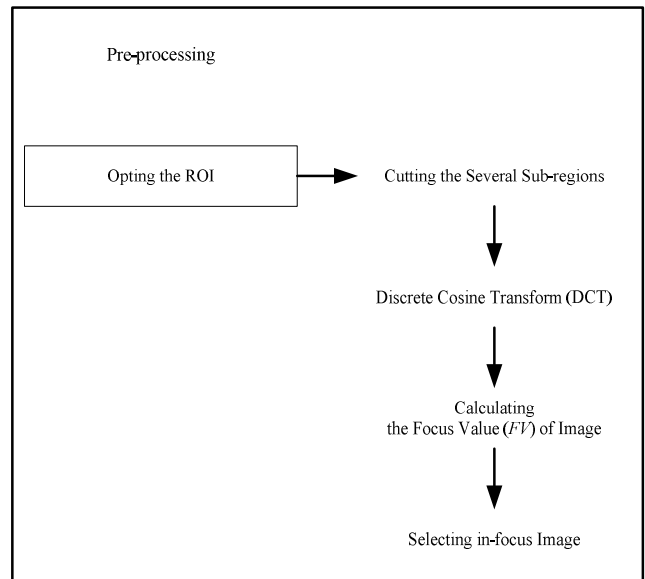 Pre-processing
Opting the ROI
Cutting the Several Sub-regions
Discrete Cosine Transform (DCT)
Calculating
the Focus Value (FV) of Image
Selecting in-focus Image